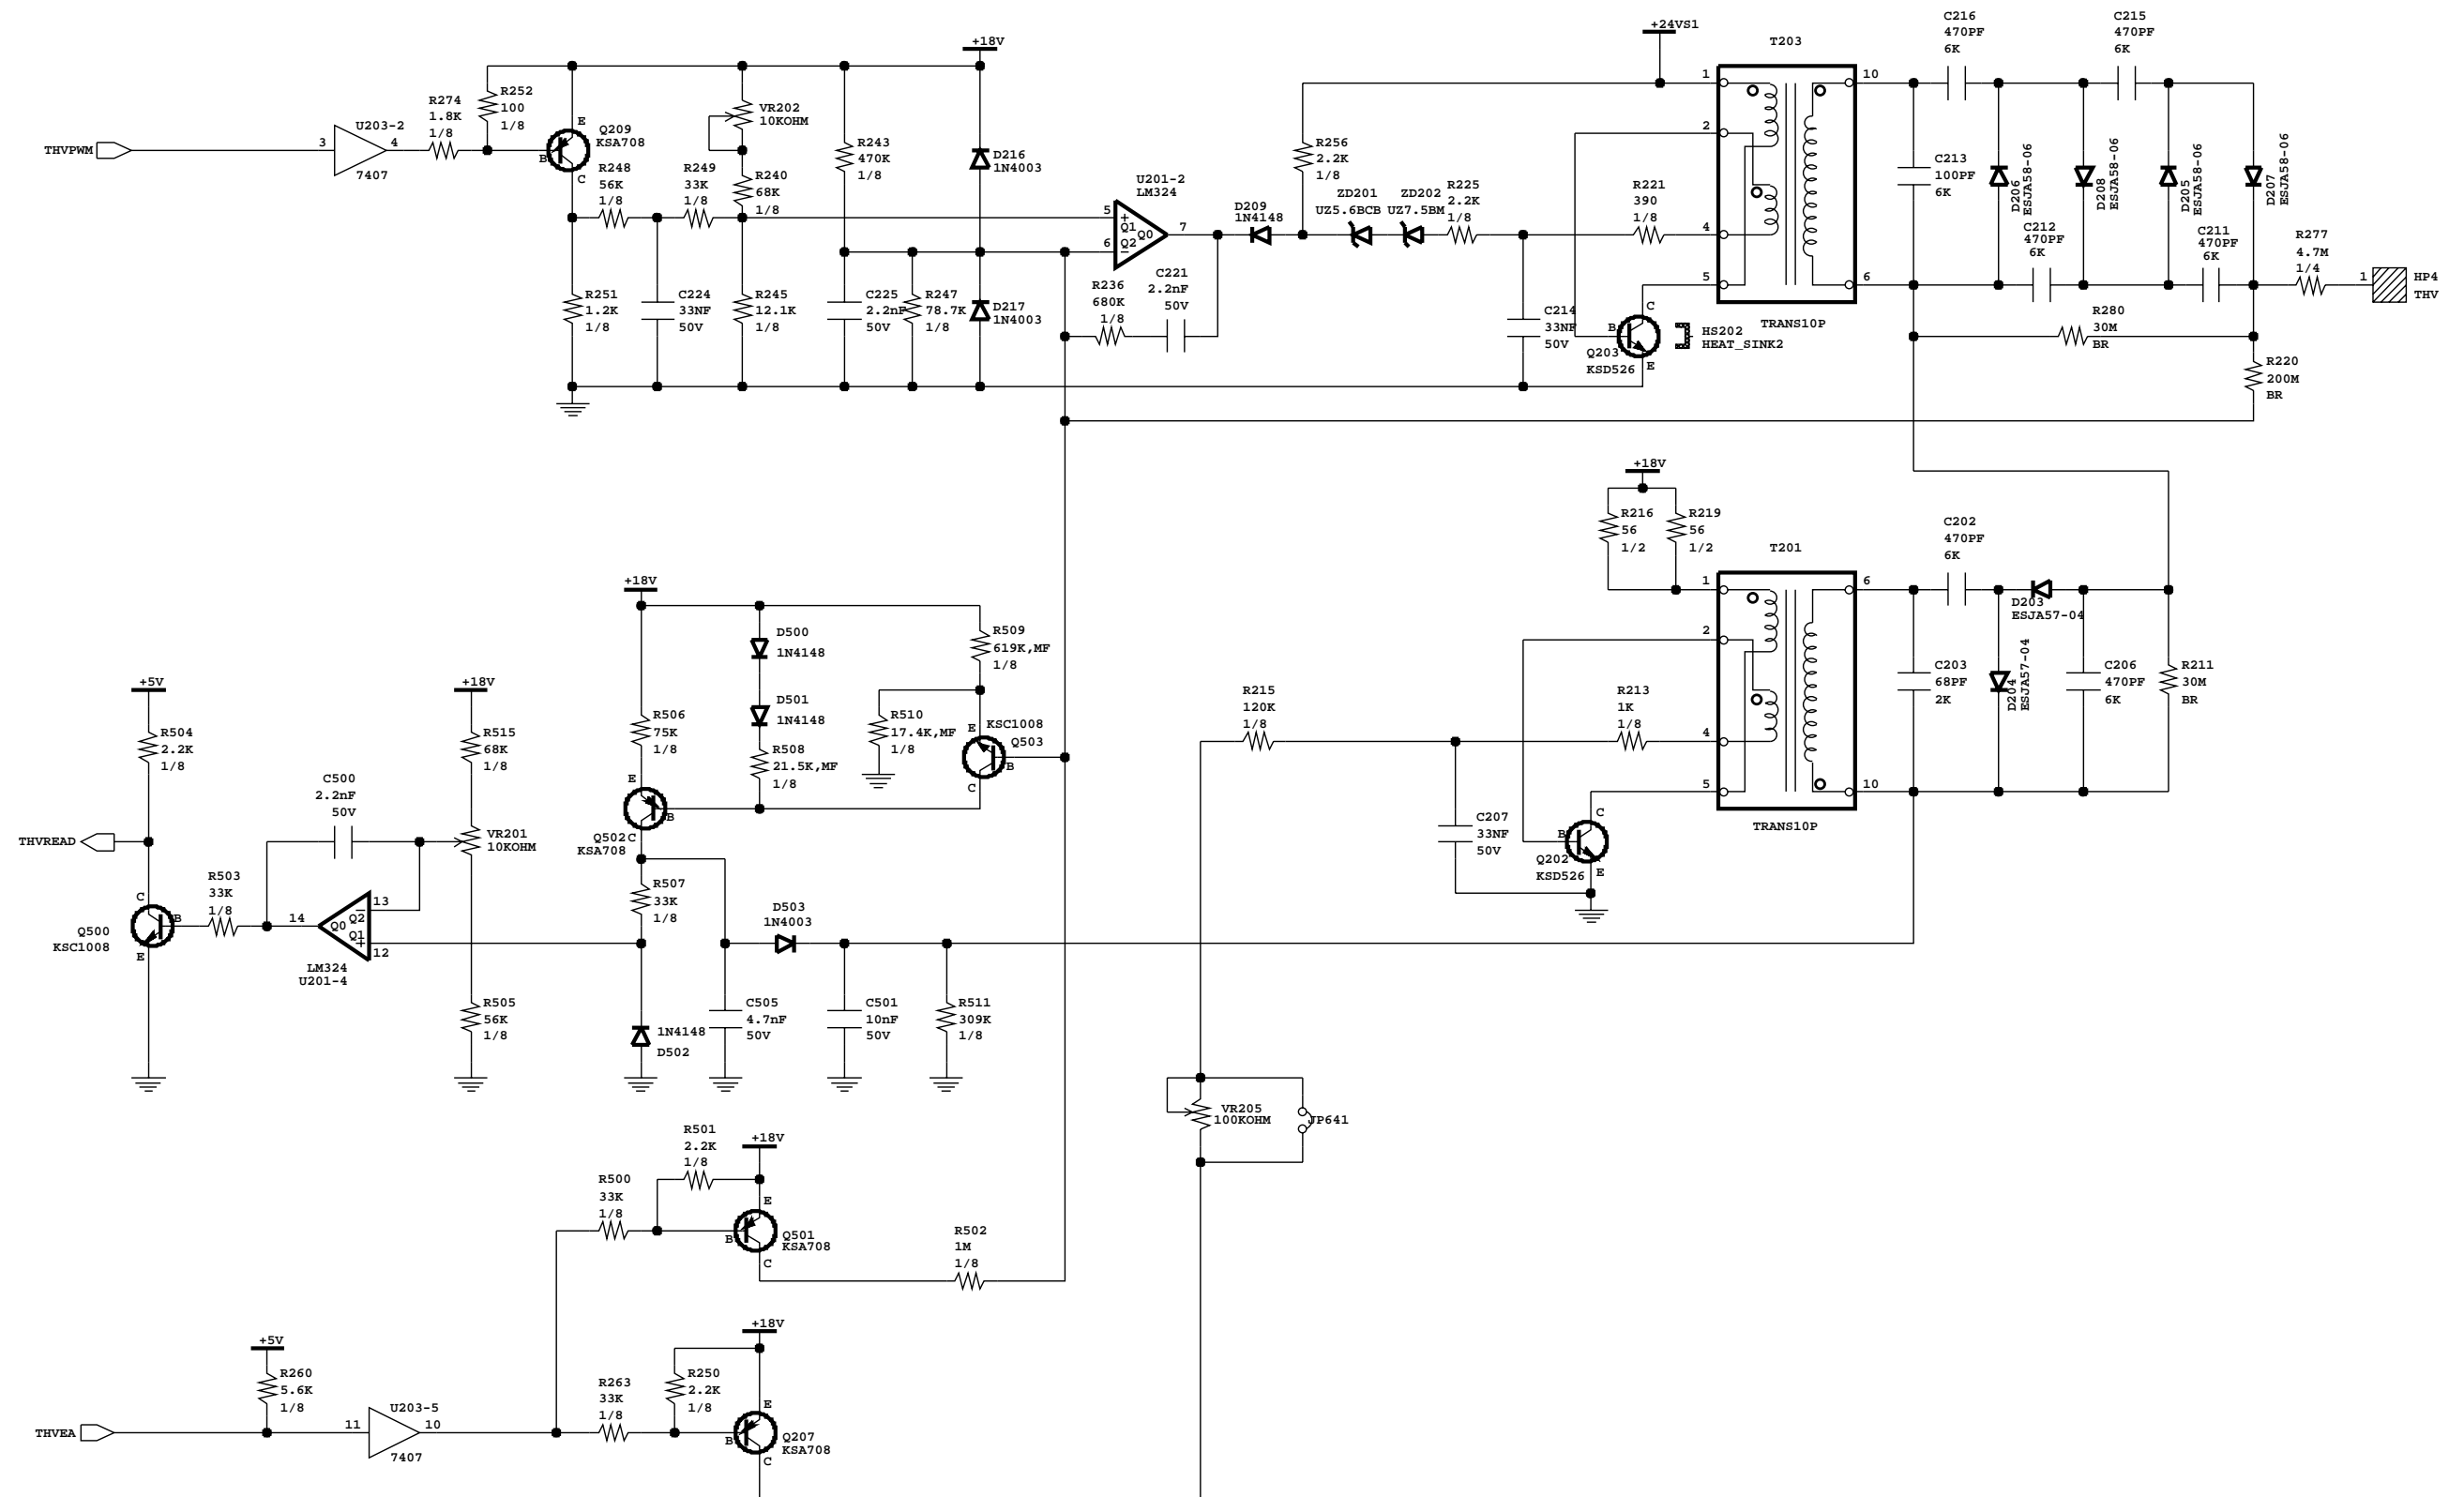 +24VS1
C216
470PF
6K
C215
470PF
6K
T203
+18V
1
10
R274
1.8K
1/8
R252
100
1/8
VR202
10KOHM
U203-2
THVPWM
3
4
7407
E
B
C
Q209
KSA708
2
R243
470K
1/8
D216
1N4003
R256
2.2K
1/8
C213
100PF
6K
D206
ESJA58-06
D208
ESJA58-06
D205
ESJA58-06
D207
ESJA58-06
R248
56K
1/8
R249
33K
1/8
R240
68K
1/8
U201-2
LM324
5
+
Q1
6
Q2
−
Q0
7
D209
1N4148
ZD201
UZ5.6BCB
ZD202
UZ7.5BM
R225
2.2K
1/8
R221
390
1/8
4
5
6
C212
470PF
6K
C211
470PF
6K
R277
4.7M
1/4
1
HP4
THV
R251
1.2K
1/8
C224
33NF
50V
R245
12.1K
1/8
C225
2.2nF
50V
R247
78.7K
1/8
D217
1N4003
R236
680K
1/8
C221
2.2nF
50V
C214
33NF
50V
C
B
E
Q203
KSD526
HS202
HEAT_SINK2
TRANS10P
R280
30M
BR
R220
200M
BR
+18V
R216
56
1/2
R219
56
1/2
T201
C202
470PF
6K
1
6
2
D203
ESJA57-04
D204
ESJA57-04
C203
68PF
2K
C206
470PF
6K
R211
30M
BR
+18V
D500
1N4148
R509
619K,MF
1/8
+5V
+18V
R504
2.2K
1/8
R515
68K
1/8
R506
75K
1/8
D501
1N4148
R508
21.5K,MF
1/8
R510
17.4K,MF
1/8
KSC1008
Q503
E
B
C
R215
120K
1/8
R213
1K
1/8
4
5
10
TRANS10P
C500
2.2nF
50V
THVREAD
VR201
10KOHM
E
B
C
Q502
KSA708
C207
33NF
50V
C
B
E
Q202
KSD526
R503
33K
1/8
C
B
E
Q500
KSC1008
14
Q0
13
−
Q2
Q1
+
12
LM324
U201-4
R507
33K
1/8
D503
1N4003
R505
56K
1/8
1N4148
D502
C505
4.7nF
50V
C501
10nF
50V
R511
309K
1/8
VR205
100KOHM
JP641
R501
2.2K
1/8
+18V
R500
33K
1/8
E
B
C
Q501
KSA708
R502
1M
1/8
+18V
+5V
R260
5.6K
1/8
U203-5
THVEA
11
10
7407
R263
33K
1/8
R250
2.2K
1/8
E
B
C
Q207
KSA708